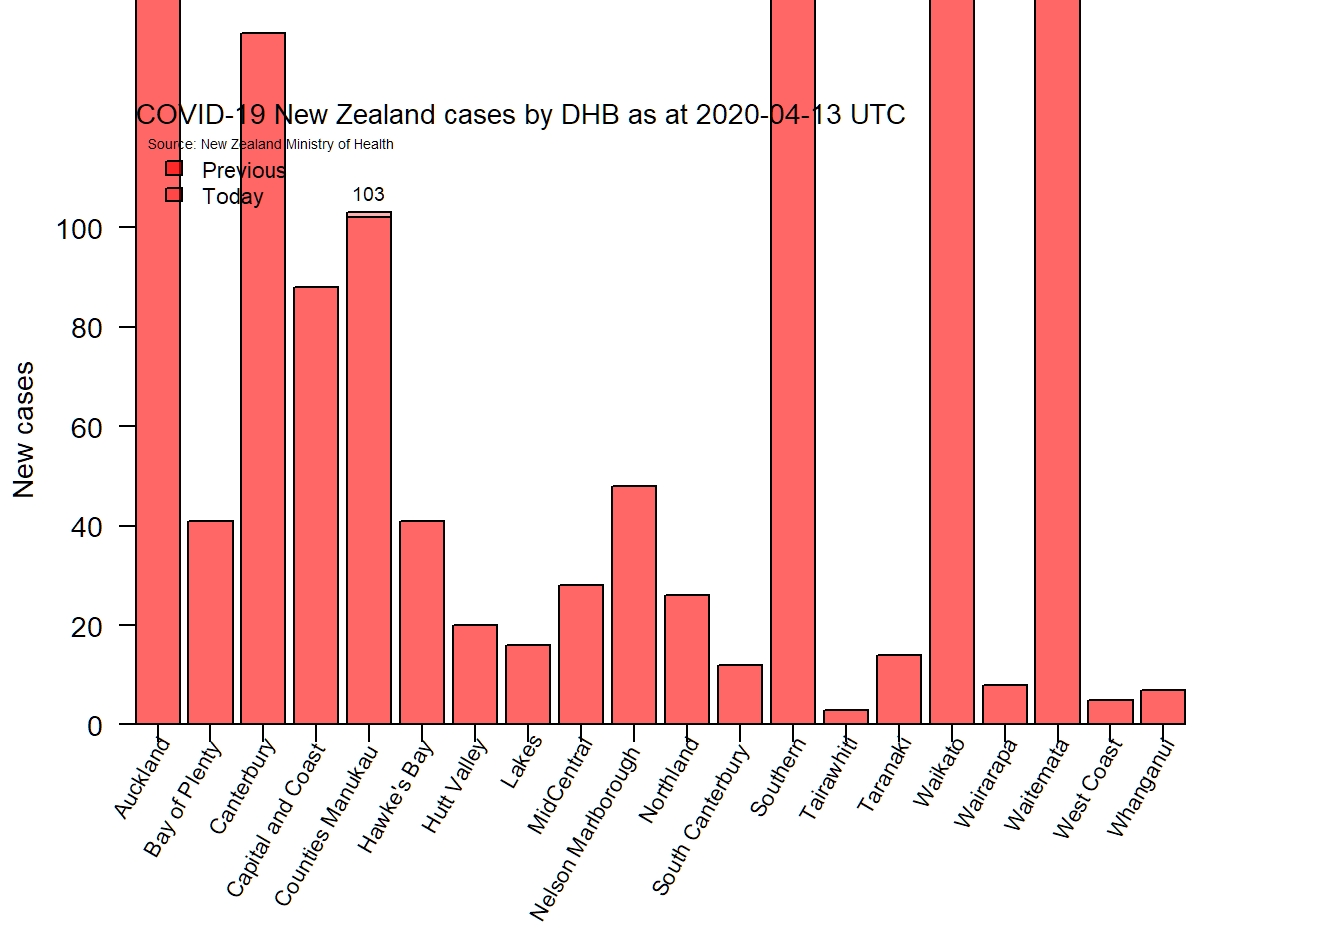 COVID-19 New Zealand cases by DHB as at 2020-04-13 UTC
Source: New Zealand Ministry of Health
Previous
Today
103
100
80
60
40
20
0
New cases
Auckland
Bay of Plenty
Canterbury
Capital and Coast
Counties Manukau
Hawke's Bay
Hutt Valley
Lakes
MidCentral
Nelson Marlborough
Northland
South Canterbury
Southern
Tairawhiti
Taranaki
Waikato
Wairarapa
Waitemata
West Coast
Whanganui